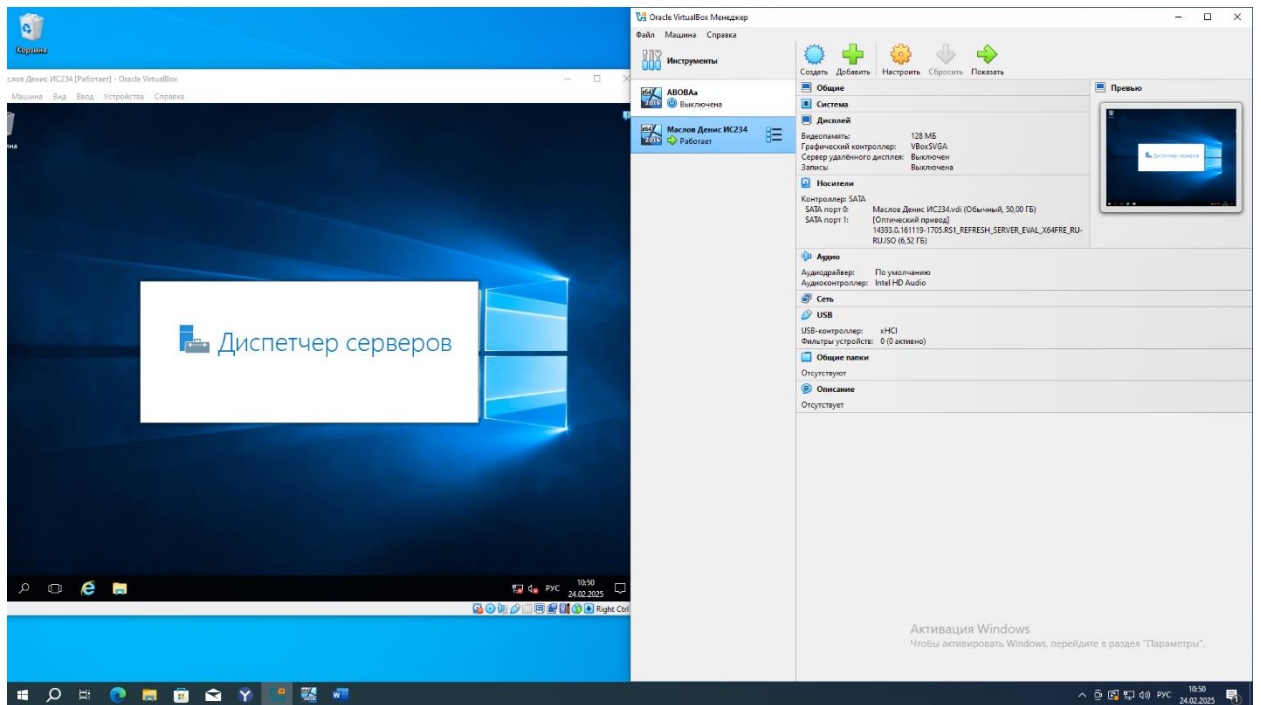 Корзина
слов Денис ИС234 [Работает] - Oracle VirtualBox
Машина Вид Ввод Устройства Справка
на
Диспетчер серверов
РУС
10:50
24.02.2025
Right Ctrl
Oracle VirtualBox Менеджер
Файл Машина Справка
Инструменты
Создать Добавить Настроить Сбросить Показать
АВОВАа
Выключена
Маслов Денис ИС234
Работает
Общие
Система
Дисплей
Видеопамять: 128 МБ
Графический контроллер: VBoxSVGA
Сервер удалённого дисплея: Выключен
Запись: Выключена
Носители
Контроллер: SATA
SATA порт 0: Маслов Денис ИС234.vdi (Обычный, 50,00 ГБ)
SATA порт 1: [Оптический привод]
14393.0.161119-1705.RS1_REFRESH_SERVER_EVAL_X64FRE_RU-
RU.ISO (6,52 ГБ)
Аудио
Аудиодрайвер: По умолчанию
Аудиоконтроллер: Intel HD Audio
Сеть
USB
USB-контроллер: xHCI
Фильтры устройств: 0 (0 активно)
Общие папки
Отсутствуют
Описание
Отсутствует
Превью
Диспетчер серверов
Активация Windows
Чтобы активировать Windows, перейдите в раздел "Параметры".
РУС
10:50
24.02.2025